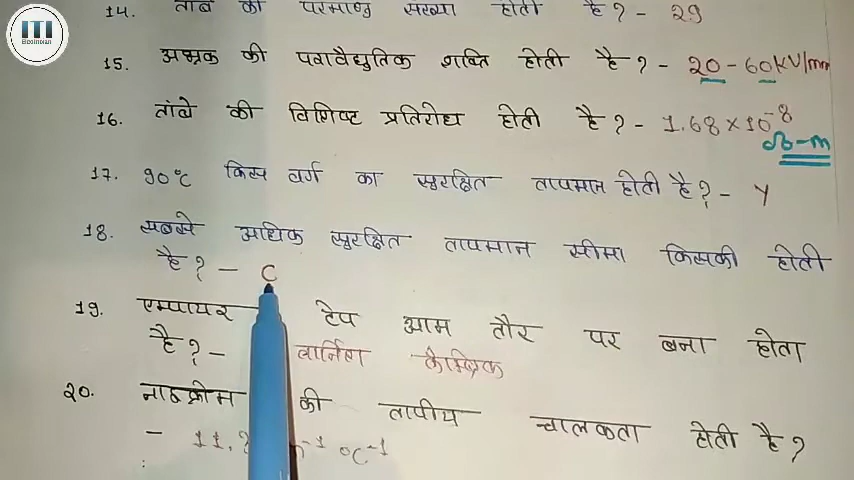 ITI
Elcoindian
14. तांबे की परमाणु संख्या होती है? - 29
15. अभ्रक की परावैद्युतिक शक्ति होती है? - 20-60kV/mm
16. तांबे की विशिष्ट प्रतिरोध होती है? - 1.68×10⁻⁸
Ω-m
17. 90°C किस वर्ग का सुरक्षित तापमान होती है? - Y
18. सबसे अधिक सुरक्षित तापमान सीमा किसकी होती
है? - C
19. एम्पायर टेप आम तौर पर बना होता
है? - वार्निश कैम्ब्रिक
20. नाइक्रोम की तापीय चालकता होती है?
- 11. °C⁻¹